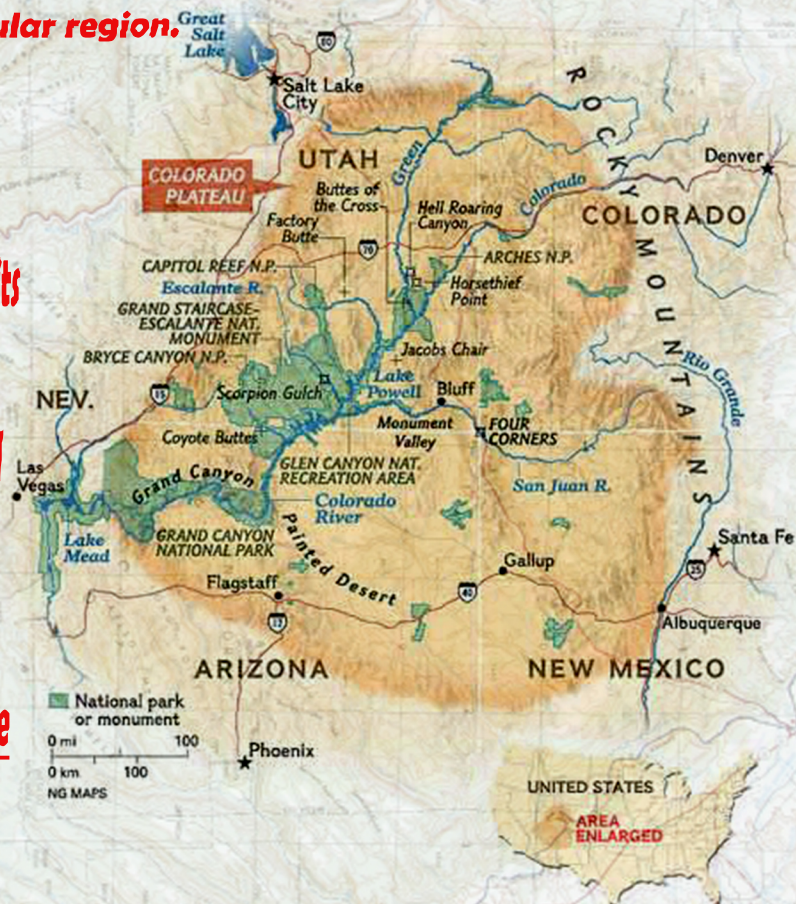 ular region.
Great
Salt
Lake
80
Salt Lake
City
ROCKY MOUNTAINS
UTAH
Green
Denver
COLORADO
PLATEAU
Buttes of
the Cross
Colorado
Hell Roaring
Canyon
COLORADO
Factory
Butte
70
CAPITOL REEF N.P.
ARCHES N.P.
Escalante R.
Horsethief
Point
GRAND STAIRCASE-
ESCALANTE NAT.
MONUMENT
BRYCE CANYON N.P.
Jacobs Chair
Rio Grande
NEV.
15
Scorpion Gulch
Lake
Powell
Bluff
Coyote Buttes
Monument
Valley
FOUR
CORNERS
Las
Vegas
Grand Canyon
GLEN CANYON NAT.
RECREATION AREA
San Juan R.
Colorado
River
Lake
Mead
GRAND CANYON
NATIONAL PARK
Painted Desert
Santa Fe
25
Flagstaff
Gallup
40
17
Albuquerque
ARIZONA
NEW MEXICO
National park
or monument
0 mi 100
0 km 100
NG MAPS
Phoenix
UNITED STATES
AREA
ENLARGED